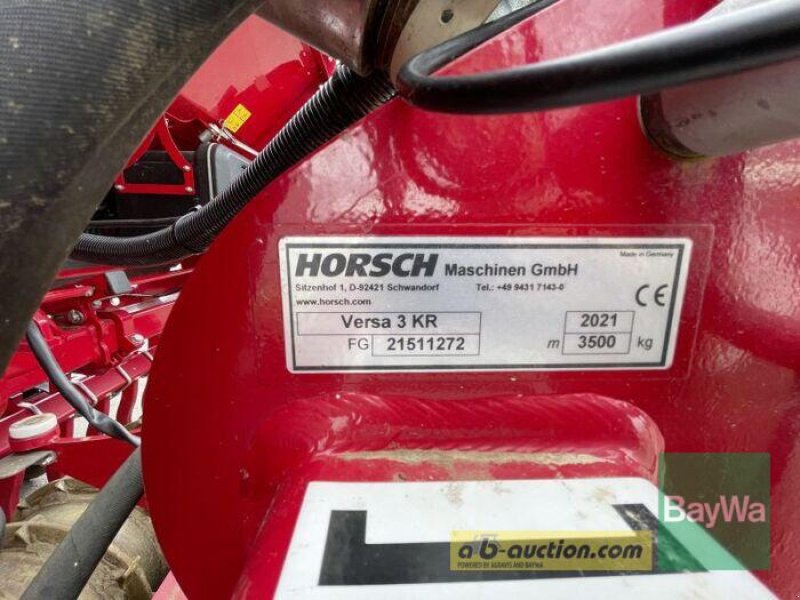 HORSCH Maschinen GmbH
Made in Germany
Sitzenhof 1, D-92421 Schwandorf Tel.: +49 9431 7143-0
www.horsch.com
CE
Versa 3 KR 2021
FG 21511272 m 3500 kg
BayWa
ab-auction.com
POWERED BY AGRAVIS AND BAYWA